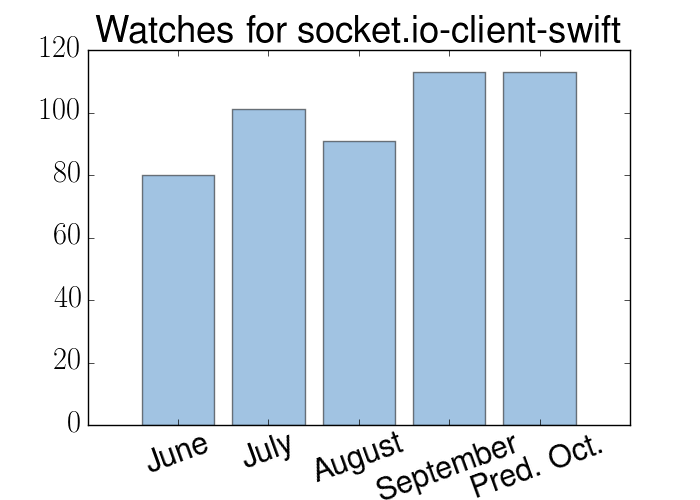 Watches for socket.io-client-swift
120
100
80
60
40
20
0
June
July
August
September
Pred. Oct.